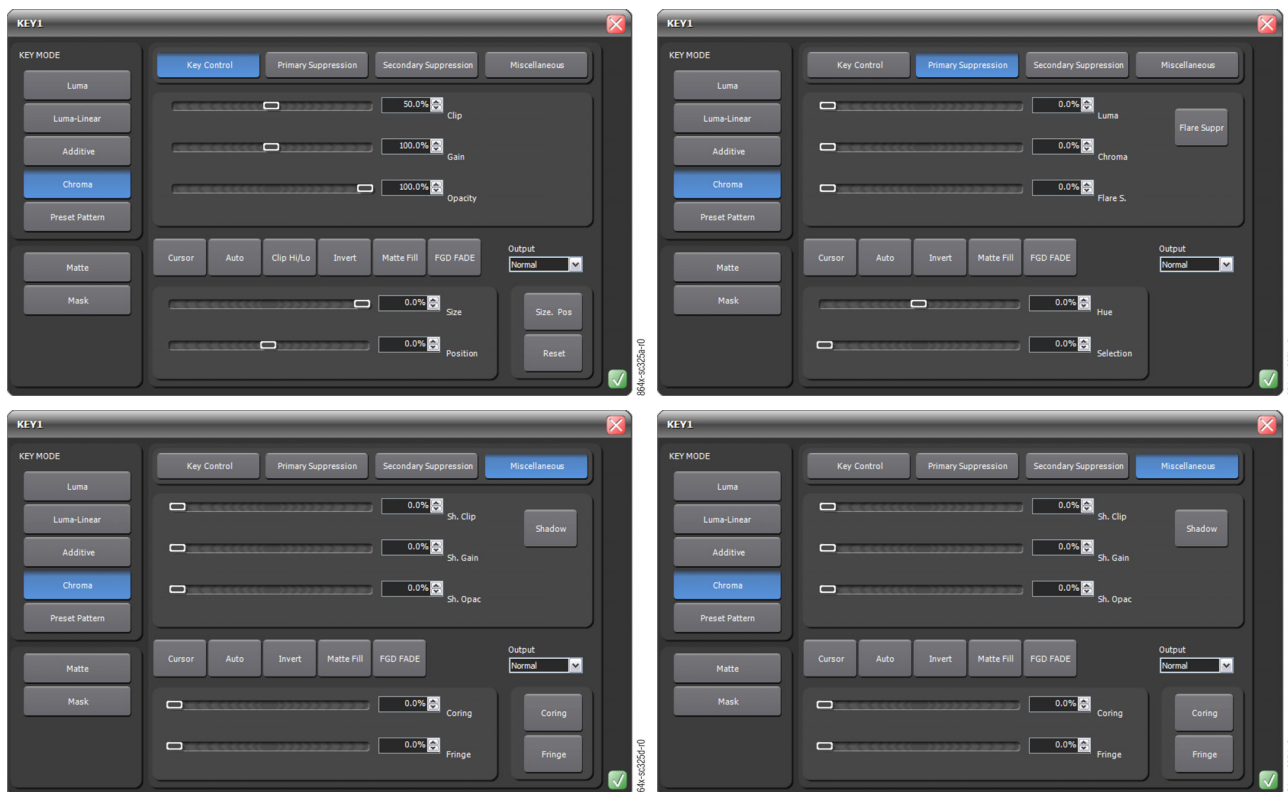 KEY1
KEY MODE
Luma
Luma-Linear
Additive
Chroma
Preset Pattern
Matte
Mask
Key Control Primary Suppression Secondary Suppression Miscellaneous
50.0%
Clip
100.0%
Gain
100.0%
Opacity
Cursor Auto Clip Hi/Lo Invert Matte Fill FGD FADE
Output
Normal
0.0%
Size
0.0%
Position
Size. Pos
Reset
864x-sc325a-r0
KEY1
KEY MODE
Luma
Luma-Linear
Additive
Chroma
Preset Pattern
Matte
Mask
Key Control Primary Suppression Secondary Suppression Miscellaneous
0.0%
Luma
0.0%
Chroma
0.0%
Flare S.
Flare Suppr
Cursor Auto Invert Matte Fill FGD FADE
Output
Normal
0.0%
Hue
0.0%
Selection
KEY1
KEY MODE
Luma
Luma-Linear
Additive
Chroma
Preset Pattern
Matte
Mask
Key Control Primary Suppression Secondary Suppression Miscellaneous
0.0%
Sh. Clip
0.0%
Sh. Gain
0.0%
Sh. Opac
Shadow
Cursor Auto Invert Matte Fill FGD FADE
Output
Normal
0.0%
Coring
0.0%
Fringe
Coring
Fringe
64x-sc325d-r0
KEY1
KEY MODE
Luma
Luma-Linear
Additive
Chroma
Preset Pattern
Matte
Mask
Key Control Primary Suppression Secondary Suppression Miscellaneous
0.0%
Sh. Clip
0.0%
Sh. Gain
0.0%
Sh. Opac
Shadow
Cursor Auto Invert Matte Fill FGD FADE
Output
Normal
0.0%
Coring
0.0%
Fringe
Coring
Fringe